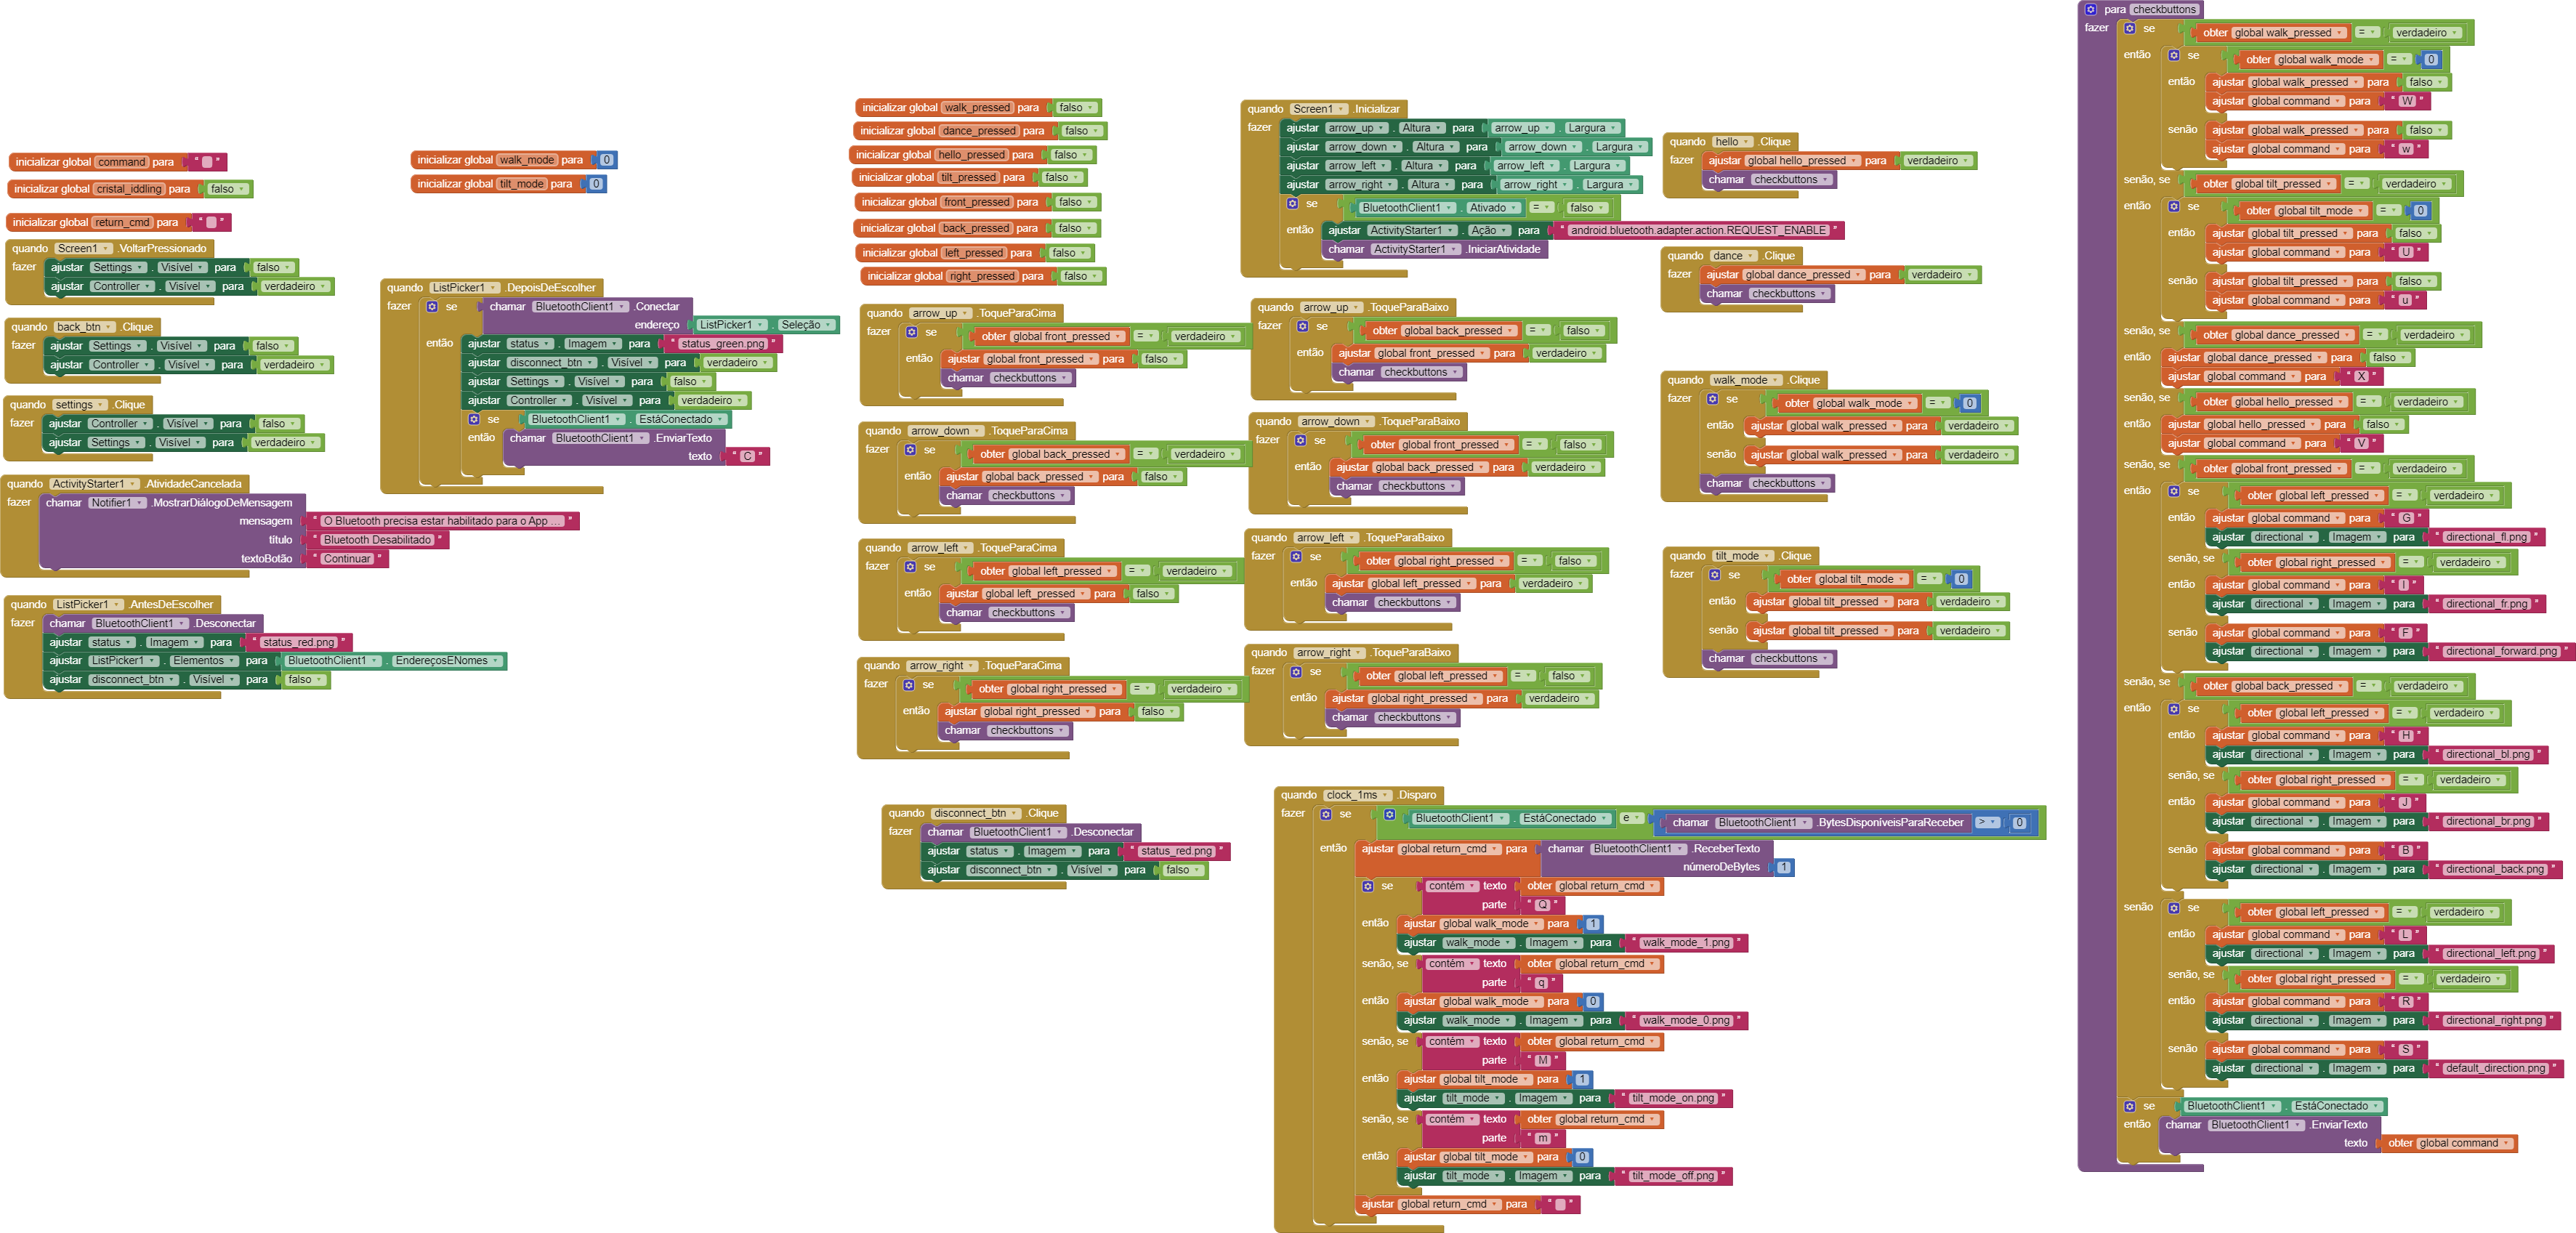 inicializar global command para " "
inicializar global cristal_iddling para falso
inicializar global return_cmd para " "
quando Screen1 .VoltarPressionado
fazer ajustar Settings . Visível para falso
ajustar Controller . Visível para verdadeiro
quando back_btn .Clique
fazer ajustar Settings . Visível para falso
ajustar Controller . Visível para verdadeiro
quando settings .Clique
fazer ajustar Controller . Visível para falso
ajustar Settings . Visível para verdadeiro
quando ActivityStarter1 .AtividadeCancelada
fazer chamar Notifier1 .MostrarDiálogoDeMensagem
mensagem " O Bluetooth precisa estar habilitado para o App ... "
título " Bluetooth Desabilitado "
textoBotão " Continuar "
quando ListPicker1 .AntesDeEscolher
fazer chamar BluetoothClient1 .Desconectar
ajustar status . Imagem para " status_red.png "
ajustar ListPicker1 . Elementos para BluetoothClient1 . EndereçosENomes
ajustar disconnect_btn . Visível para falso
inicializar global walk_mode para 0
inicializar global tilt_mode para 0
quando ListPicker1 .DepoisDeEscolher
fazer se chamar BluetoothClient1 .Conectar
endereço ListPicker1 . Seleção
então ajustar status . Imagem para " status_green.png "
ajustar disconnect_btn . Visível para verdadeiro
ajustar Settings . Visível para falso
ajustar Controller . Visível para verdadeiro
se BluetoothClient1 . EstáConectado
então chamar BluetoothClient1 .EnviarTexto
texto " C "
inicializar global walk_pressed para falso
inicializar global dance_pressed para falso
inicializar global hello_pressed para falso
inicializar global tilt_pressed para falso
inicializar global front_pressed para falso
inicializar global back_pressed para falso
inicializar global left_pressed para falso
inicializar global right_pressed para falso
quando arrow_up .ToqueParaCima
fazer se obter global front_pressed = verdadeiro
então ajustar global front_pressed para falso
chamar checkbuttons
quando arrow_down .ToqueParaCima
fazer se obter global back_pressed = verdadeiro
então ajustar global back_pressed para falso
chamar checkbuttons
quando arrow_left .ToqueParaCima
fazer se obter global left_pressed = verdadeiro
então ajustar global left_pressed para falso
chamar checkbuttons
quando arrow_right .ToqueParaCima
fazer se obter global right_pressed = verdadeiro
então ajustar global right_pressed para falso
chamar checkbuttons
quando disconnect_btn .Clique
fazer chamar BluetoothClient1 .Desconectar
ajustar status . Imagem para " status_red.png "
ajustar disconnect_btn . Visível para falso
quando Screen1 .Inicializar
fazer ajustar arrow_up . Altura para arrow_up . Largura
ajustar arrow_down . Altura para arrow_down . Largura
ajustar arrow_left . Altura para arrow_left . Largura
ajustar arrow_right . Altura para arrow_right . Largura
se BluetoothClient1 . Ativado = falso
então ajustar ActivityStarter1 . Ação para " android.bluetooth.adapter.action.REQUEST_ENABLE "
chamar ActivityStarter1 .IniciarAtividade
quando arrow_up .ToqueParaBaixo
fazer se obter global back_pressed = falso
então ajustar global front_pressed para verdadeiro
chamar checkbuttons
quando arrow_down .ToqueParaBaixo
fazer se obter global front_pressed = falso
então ajustar global back_pressed para verdadeiro
chamar checkbuttons
quando arrow_left .ToqueParaBaixo
fazer se obter global right_pressed = falso
então ajustar global left_pressed para verdadeiro
chamar checkbuttons
quando arrow_right .ToqueParaBaixo
fazer se obter global left_pressed = falso
então ajustar global right_pressed para verdadeiro
chamar checkbuttons
quando hello .Clique
fazer ajustar global hello_pressed para verdadeiro
chamar checkbuttons
quando dance .Clique
fazer ajustar global dance_pressed para verdadeiro
chamar checkbuttons
quando walk_mode .Clique
fazer se obter global walk_mode = 0
então ajustar global walk_pressed para verdadeiro
senão ajustar global walk_pressed para verdadeiro
chamar checkbuttons
quando tilt_mode .Clique
fazer se obter global tilt_mode = 0
então ajustar global tilt_pressed para verdadeiro
senão ajustar global tilt_pressed para verdadeiro
chamar checkbuttons
quando clock_1ms .Disparo
fazer se BluetoothClient1 . EstáConectado e chamar BluetoothClient1 .BytesDisponíveisParaReceber > 0
então ajustar global return_cmd para chamar BluetoothClient1 .ReceberTexto
númeroDeBytes 1
se contém texto obter global return_cmd
parte " Q "
então ajustar global walk_mode para 1
ajustar walk_mode . Imagem para " walk_mode_1.png "
senão, se contém texto obter global return_cmd
parte " q "
então ajustar global walk_mode para 0
ajustar walk_mode . Imagem para " walk_mode_0.png "
senão, se contém texto obter global return_cmd
parte " M "
então ajustar global tilt_mode para 1
ajustar tilt_mode . Imagem para " tilt_mode_on.png "
senão, se contém texto obter global return_cmd
parte " m "
então ajustar global tilt_mode para 0
ajustar tilt_mode . Imagem para " tilt_mode_off.png "
ajustar global return_cmd para " "
para checkbuttons
fazer se obter global walk_pressed = verdadeiro
então se obter global walk_mode = 0
então ajustar global walk_pressed para falso
ajustar global command para " W "
senão ajustar global walk_pressed para falso
ajustar global command para " w "
senão, se obter global tilt_pressed = verdadeiro
então se obter global tilt_mode = 0
então ajustar global tilt_pressed para falso
ajustar global command para " U "
senão ajustar global tilt_pressed para falso
ajustar global command para " u "
senão, se obter global dance_pressed = verdadeiro
então ajustar global dance_pressed para falso
ajustar global command para " X "
senão, se obter global hello_pressed = verdadeiro
então ajustar global hello_pressed para falso
ajustar global command para " V "
senão, se obter global front_pressed = verdadeiro
então se obter global left_pressed = verdadeiro
então ajustar global command para " G "
ajustar directional . Imagem para " directional_fl.png "
senão, se obter global right_pressed = verdadeiro
então ajustar global command para " I "
ajustar directional . Imagem para " directional_fr.png "
senão ajustar global command para " F "
ajustar directional . Imagem para " directional_forward.png "
senão, se obter global back_pressed = verdadeiro
então se obter global left_pressed = verdadeiro
então ajustar global command para " H "
ajustar directional . Imagem para " directional_bl.png "
senão, se obter global right_pressed = verdadeiro
então ajustar global command para " J "
ajustar directional . Imagem para " directional_br.png "
senão ajustar global command para " B "
ajustar directional . Imagem para " directional_back.png "
senão se obter global left_pressed = verdadeiro
então ajustar global command para " L "
ajustar directional . Imagem para " directional_left.png "
senão, se obter global right_pressed = verdadeiro
então ajustar global command para " R "
ajustar directional . Imagem para " directional_right.png "
senão ajustar global command para " S "
ajustar directional . Imagem para " default_direction.png "
se BluetoothClient1 . EstáConectado
então chamar BluetoothClient1 .EnviarTexto
texto obter global command